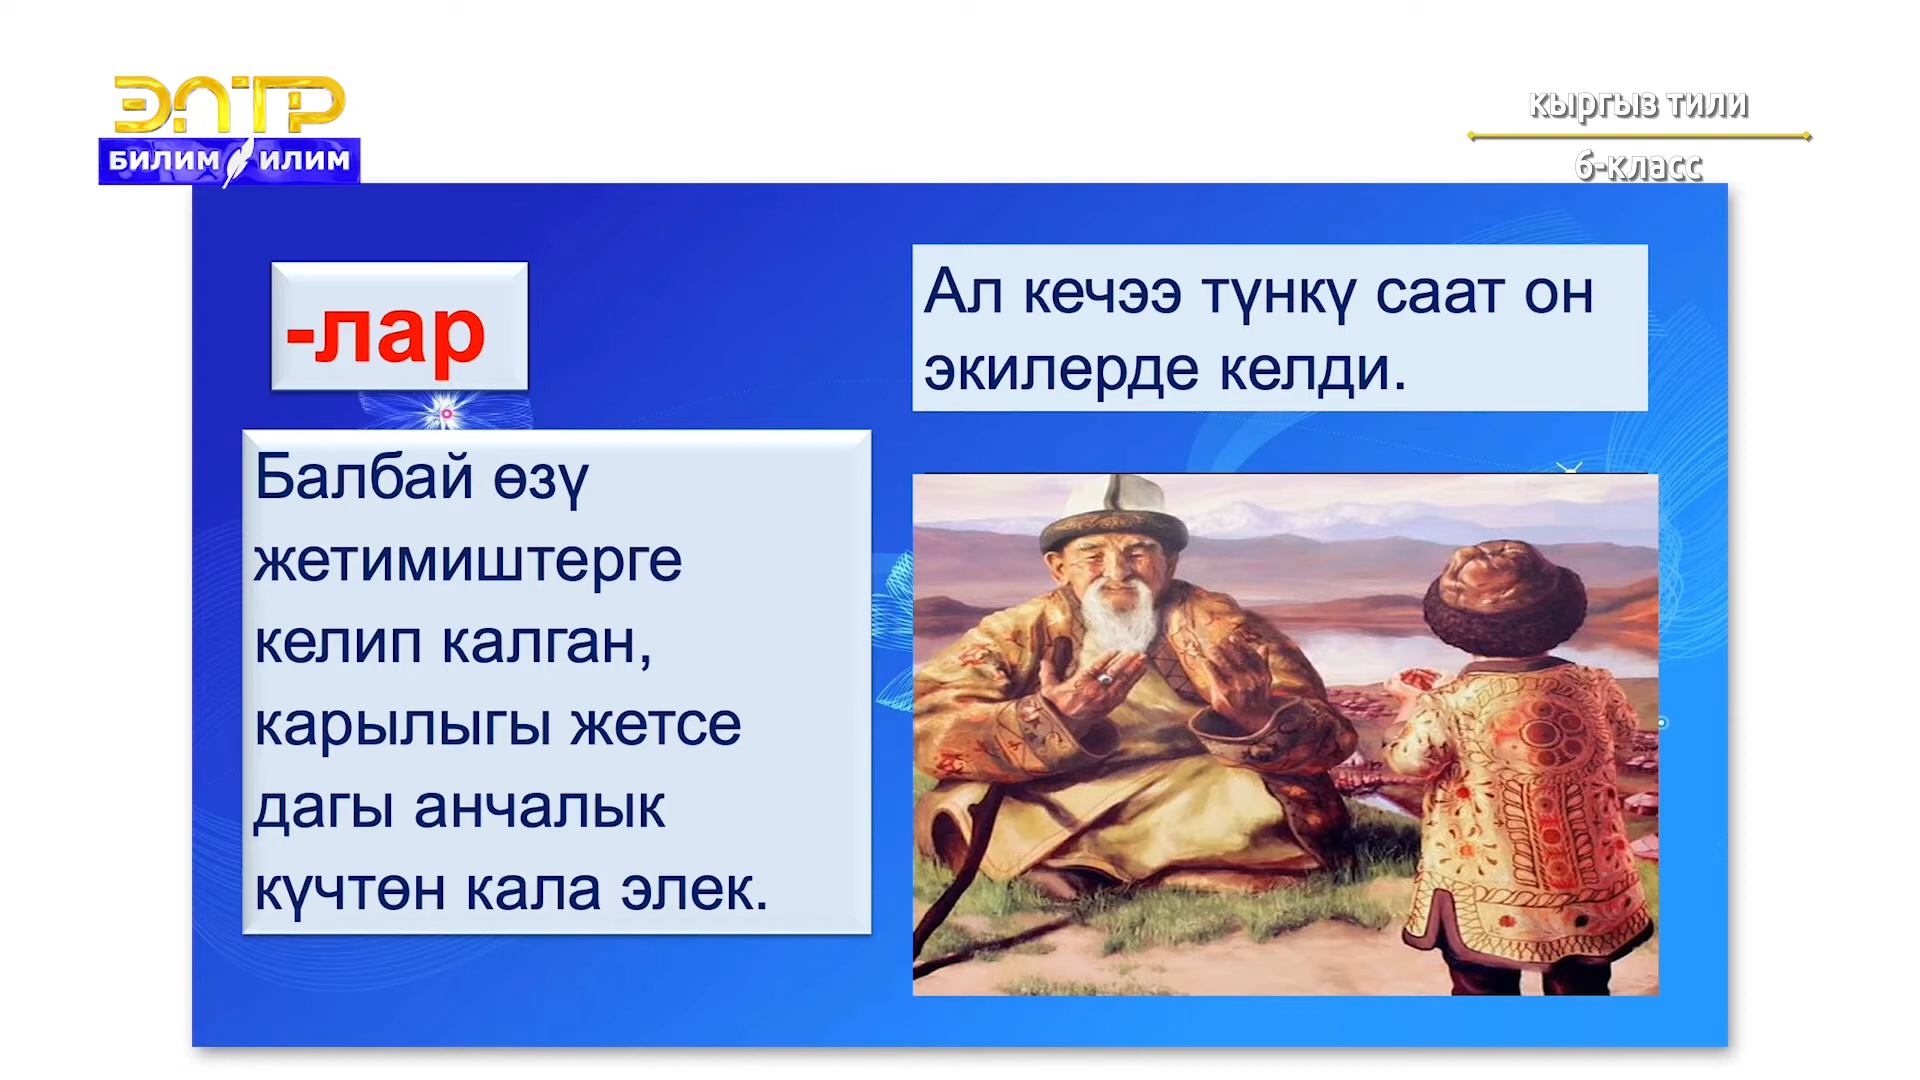 ЭЛТР
БИЛИМ ИЛИМ
кыргыз тили
6-класс
-лар
Балбай өзү
жетимиштерге
келип калган,
карылыгы жетсе
дагы анчалык
күчтөн кала элек.
Ал кечээ түнкү саат он
экилерде келди.